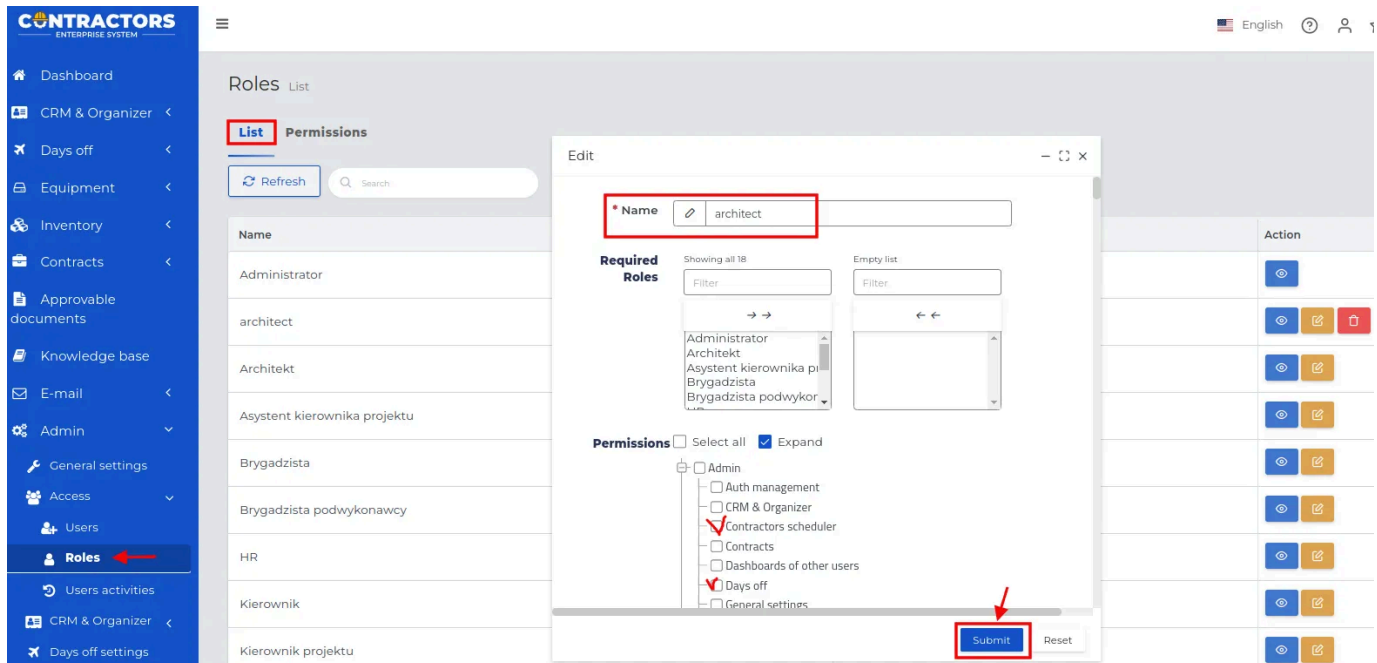 CONTRACTORS
ENTERPRISE SYSTEM
English
Dashboard
CRM & Organizer
Days off
Equipment
Inventory
Contracts
Approvable
documents
Knowledge base
E-mail
Admin
General settings
Access
Users
Roles
Users activities
CRM & Organizer
Days off settings
Roles List
List Permissions
Refresh Search
Name Action
Administrator
architect
Architekt
Asystent kierownika projektu
Brygadzista
Brygadzista podwykonawcy
HR
Kierownik
Kierownik projektu
Edit
* Name architect
Required
Roles
Showing all 18 Empty list
Filter Filter
Administrator
Architekt
Asystent kierownika
Brygadzista
Brygadzista
Permissions Select all Expand
Admin
Auth management
CRM & Organizer
Contractors scheduler
Contracts
Dashboards of other users
Days off
General settings
Submit Reset